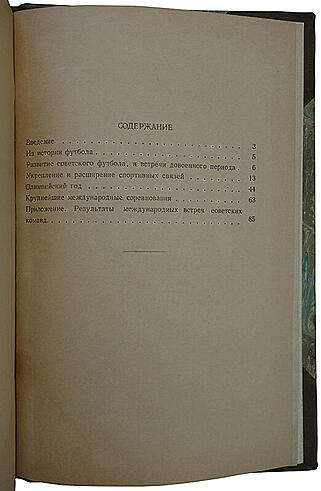 СОДЕРЖАНИЕ
Введение . . . . . . . . . . . . . . . . . . 3
Из истории футбола . . . . . . . . . . . . . . 5
Развитие советского футбола, и встречи довоенного периода . 6
Укрепление и расширение спортивных связей . . . . . . . 13
Олимпийский год . . . . . . . . . . . . . . . 44
Крупнейшие международные соревнования . . . . . . . . 63
Приложение. Результаты международных встреч советских
команд . . . . . . . . . . . . . . . . . . 85